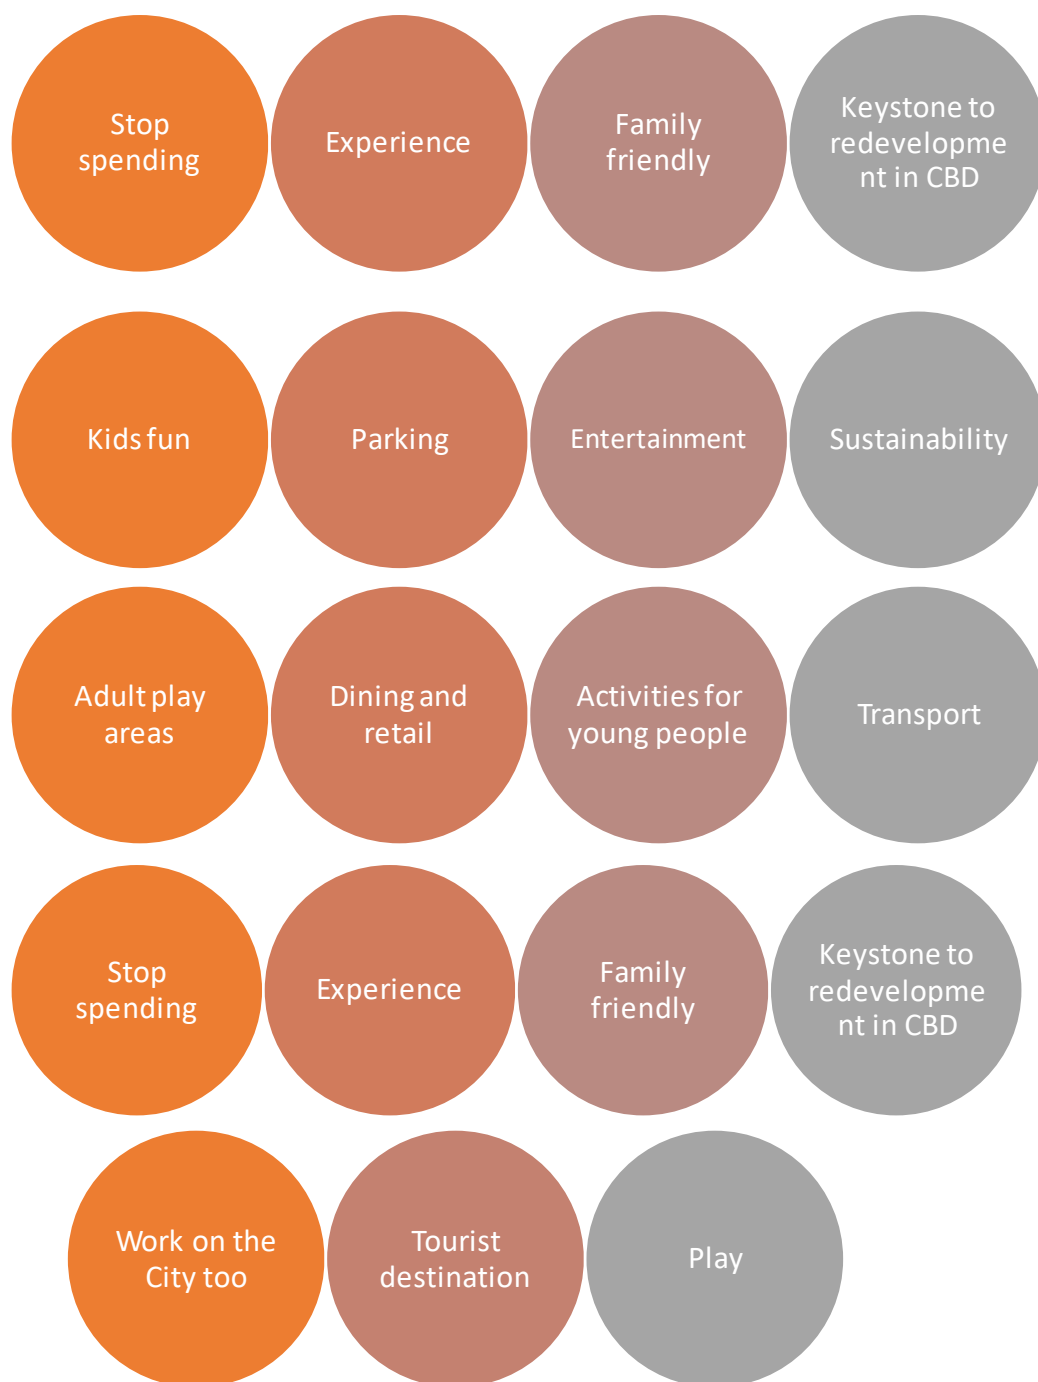 Stop
spending
Experience
Family
friendly
Keystone to
redevelopme
nt in CBD
Kids fun
Parking
Entertainment
Sustainability
Adult play
areas
Dining and
retail
Activities for
young people
Transport
Stop
spending
Experience
Family
friendly
Keystone to
redevelopme
nt in CBD
Work on the
City too
Tourist
destination
Play